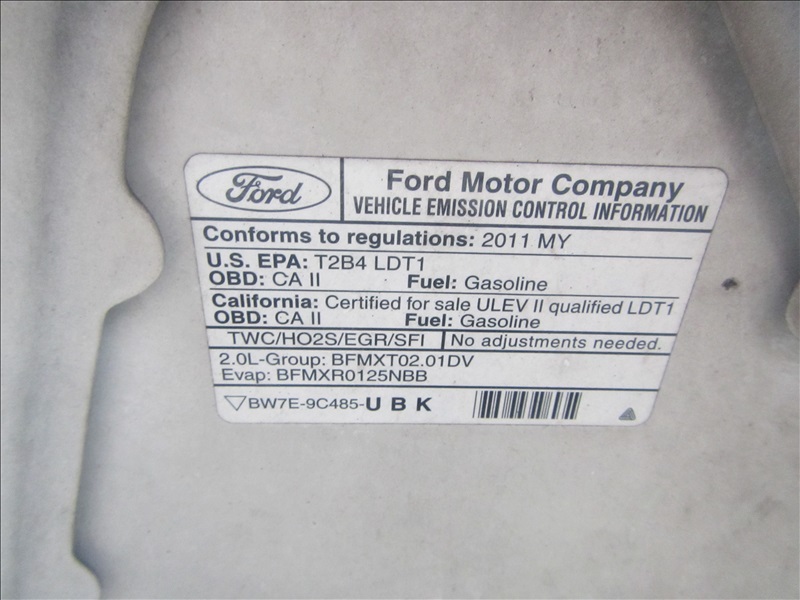 Ford
Ford Motor Company
VEHICLE EMISSION CONTROL INFORMATION
Conforms to regulations: 2011 MY
U.S. EPA: T2B4 LDT1
OBD: CA II Fuel: Gasoline
California: Certified for sale ULEV II qualified LDT1
OBD: CA II Fuel: Gasoline
TWC/HO2S/EGR/SFI No adjustments needed.
2.0L-Group: BFMXT02.01DV
Evap: BFMXR0125NBB
BW7E-9C485-U B K